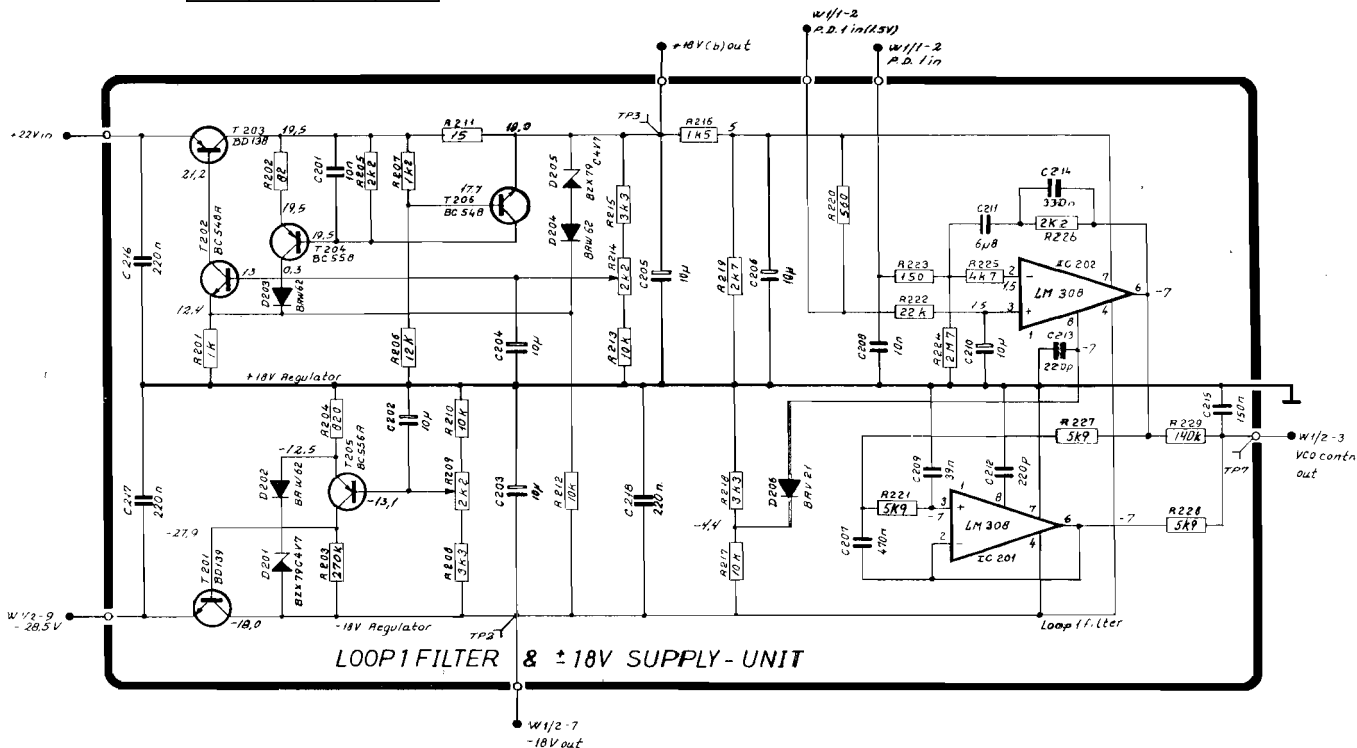 W1/1-2
P.D.1 in(1.5V)
+18V(b)out
W1/1-2
P.D.1 in
+22V in
T203
BD138
19,5
R211
15
18,0
TP3
R216
1k5
5
21,2
R202
82
C201
10n
R205
2k2
R207
1k2
D205
BZX79
C4V7
R215
3k3
R220
560
C214
330n
C211
6µ8
2K2
R226
T202
BC548A
19,5
T204
BC558
19,5
17,7
T206
BC548
D204
BAW62
C216
220n
13
0,3
D203
BAW62
R214
2k2
C205
10µ
R219
2k7
C206
10µ
R223
150
R225
4k7
2
1,5
IC202
LM 308
7
6
-7
R222
22k
1,5
3
8
4
1
12,4
R201
1k
R206
12K
C204
10µ
R213
10k
C208
10n
R224
2M7
C210
10µ
C213
220p
-7
+18V Regulator
R204
820
C202
10µ
R210
10k
C215
150n
R227
5k9
R229
140k
W1/2-3
VCO contr.
out
TP7
-12,5
T205
BC556A
D202
BAW62
-13,1
R209
2k2
C203
10µ
R212
10k
C218
220n
R218
3k3
D206
BAV21
C209
39n
C212
220p
R221
5K9
3
-7
1
8
LM 308
7
6
-7
R228
5k9
C217
220n
-27,9
T201
BD139
D201
BZX79C4V7
R203
270k
R208
3k3
-4,4
R217
10k
C207
470n
2
4
IC 201
W1/2-9
-28,5V
-18,0
-18V Regulator
TP2
Loop 1 filter
LOOP 1 FILTER & ±18V SUPPLY-UNIT
W1/2-7
-18V out